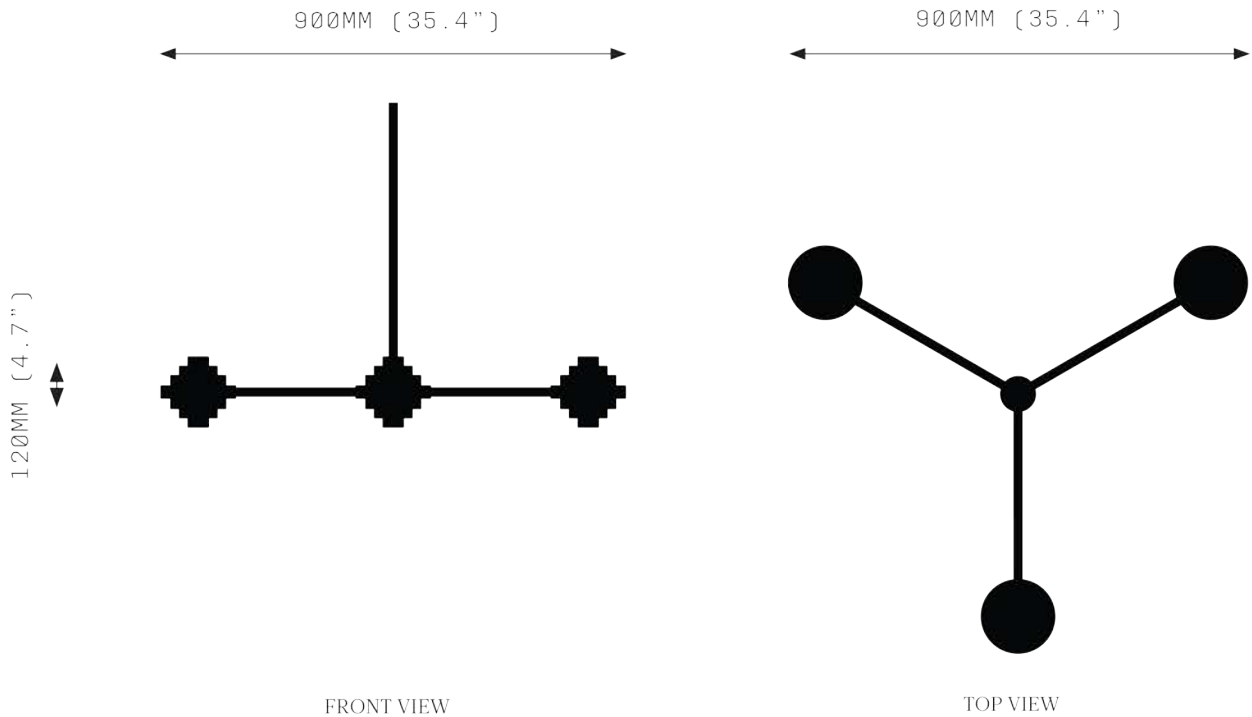 900MM (35.4”)
900MM (35.4”)
120MM (4.7”)
FRONT VIEW
TOP VIEW